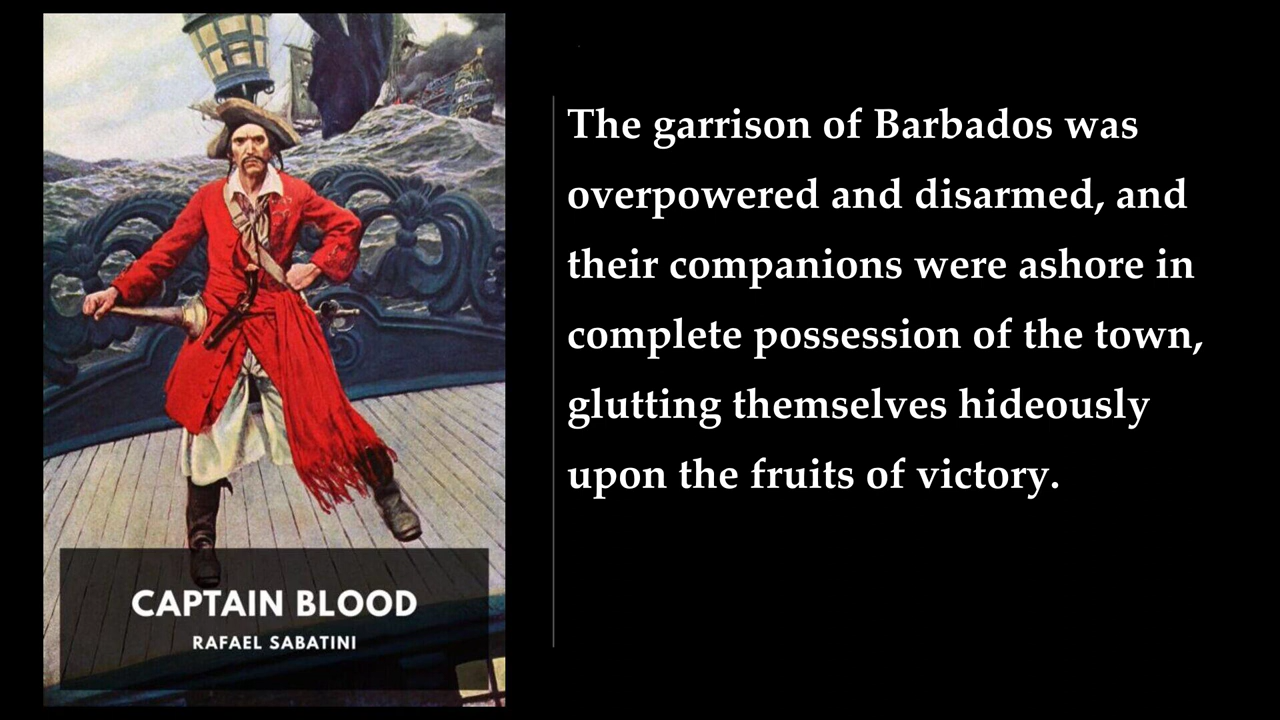 CAPTAIN BLOOD
RAFAEL SABATINI
The garrison of Barbados was
overpowered and disarmed, and
their companions were ashore in
complete possession of the town,
glutting themselves hideously
upon the fruits of victory.